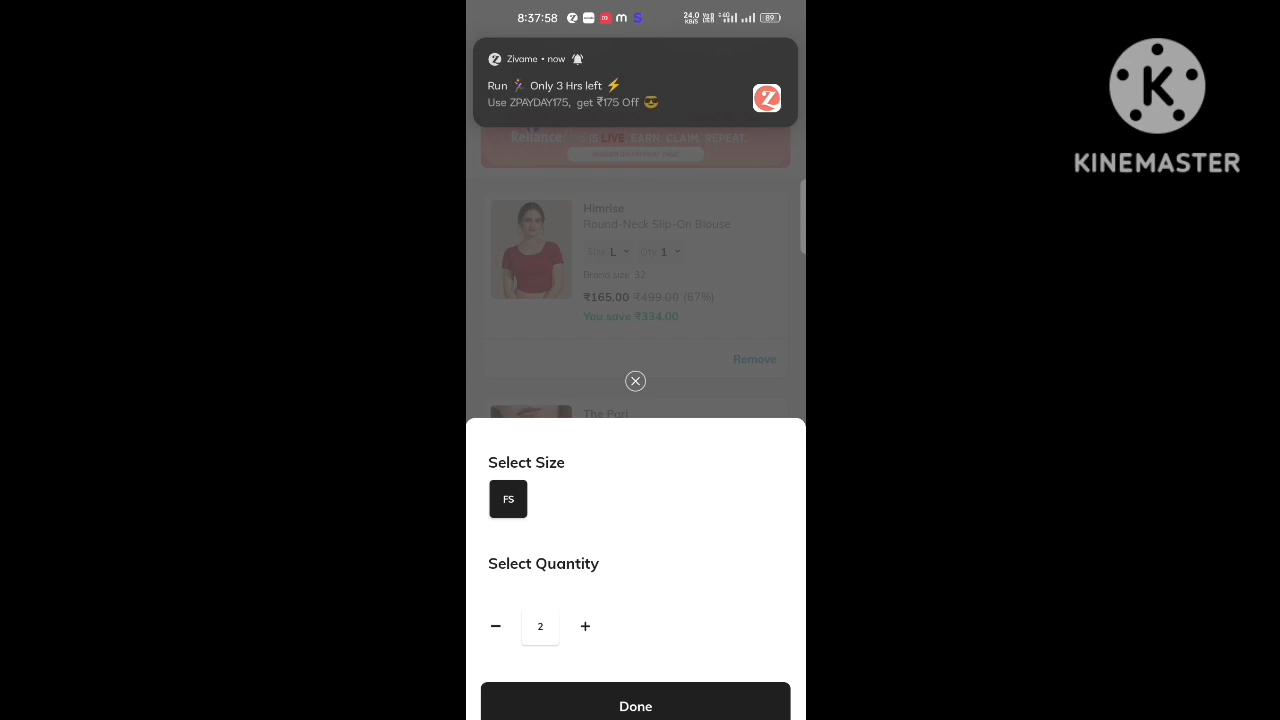 8:37:58
24.0
KB/S
89
Zivame • now
Run Only 3 Hrs left
Use ZPAYDAY175, get ₹175 Off
Reliance IS LIVE. EARN. CLAIM. REPEAT.
Himrise
Round-Neck Slip-On Blouse
Size L Qty 1
Brand size 32
₹165.00 ₹499.00 (67%)
You save ₹334.00
Remove
The Pari
Select Size
FS
Select Quantity
− 2 +
Done
K
KINEMASTER